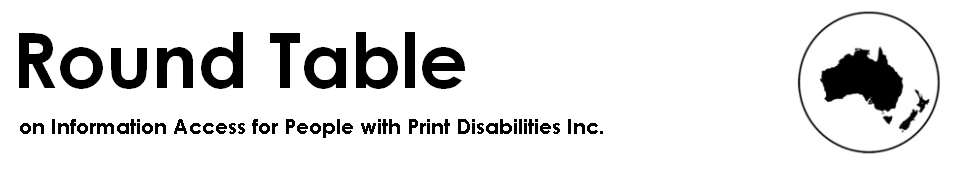 Round Table
on Information Access for People with Print Disabilities Inc.